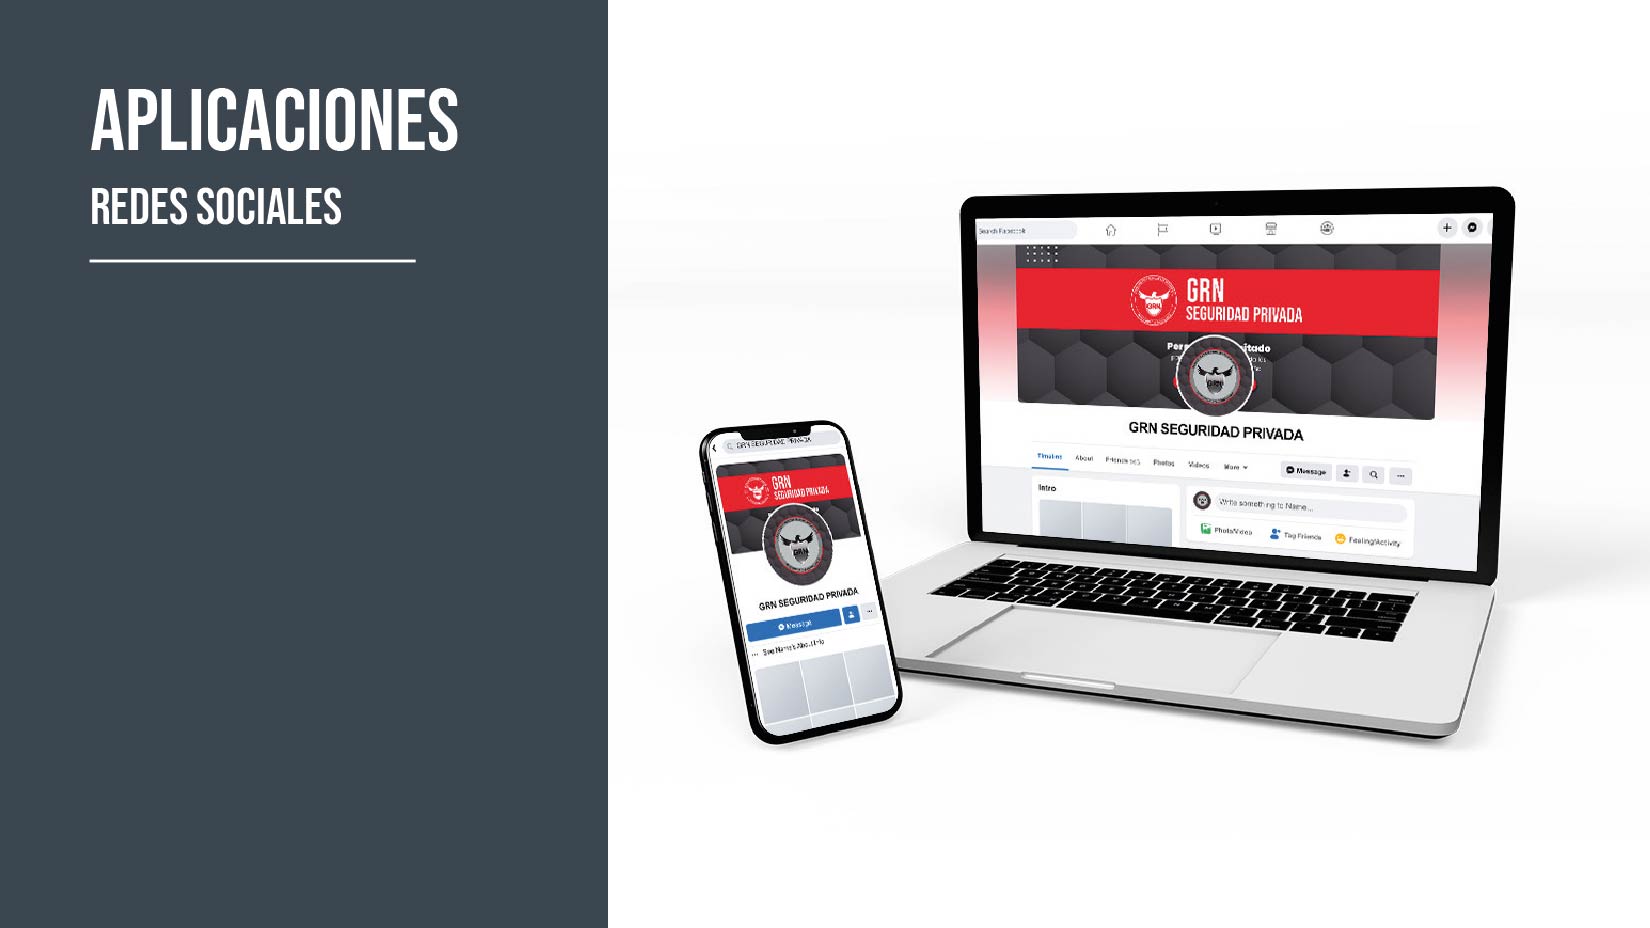 APLICACIONES
REDES SOCIALES
Search Facebook
GRN
SEGURIDAD PRIVADA
GRN SEGURIDAD PRIVADA
Timeline About Friends Photos Videos More
Message
Intro
Write something to Name...
Photo/Video Tag Friends Feeling/Activity
GRN SEGURIDAD PRIVADA
GRN
SEGURIDAD PRIVADA
GRN
GRN SEGURIDAD PRIVADA
Message
See Name's About Info